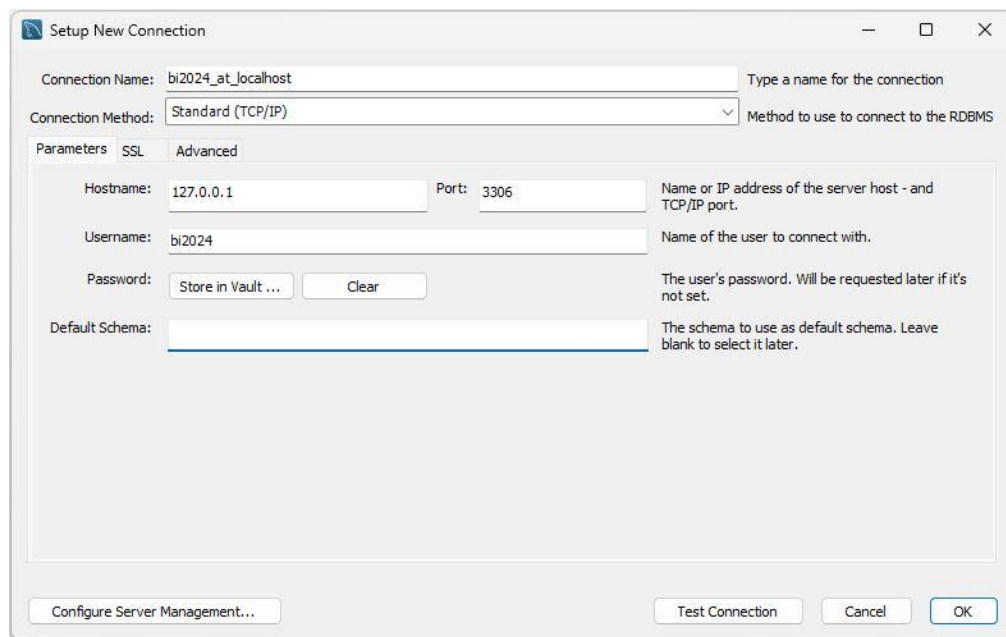 Setup New Connection
Connection Name: bi2024_at_localhost Type a name for the connection
Connection Method: Standard (TCP/IP) Method to use to connect to the RDBMS
Parameters SSL Advanced
Hostname: 127.0.0.1 Port: 3306 Name or IP address of the server host - and
TCP/IP port.
Username: bi2024 Name of the user to connect with.
Password: Store in Vault ... Clear The user's password. Will be requested later if it's
not set.
Default Schema: The schema to use as default schema. Leave
blank to select it later.
Configure Server Management... Test Connection Cancel OK